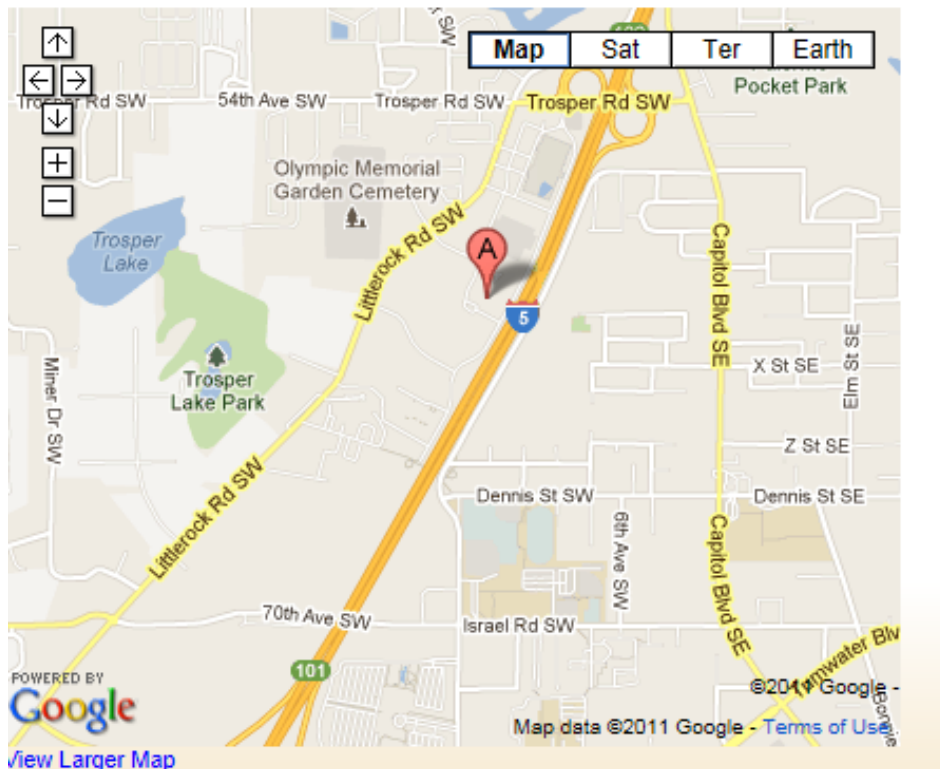 Map Sat Ter Earth
Pocket Park
Trosper Rd SW
54th Ave SW
Trosper Rd SW
Trosper Rd SW
Olympic Memorial
Garden Cemetery
Littlerock Rd SW
Trosper
Lake
A
5
Capitol Blvd SE
Elm St SE
X St SE
Miner Dr SW
Trosper
Lake Park
Z St SE
Littlerock Rd SW
Dennis St SW
Dennis St SE
6th Ave SW
Capitol Blvd SE
70th Ave SW
Israel Rd SW
101
POWERED BY
Google
©2011 Google -
Map data ©2011 Google - Terms of Use
View Larger Map